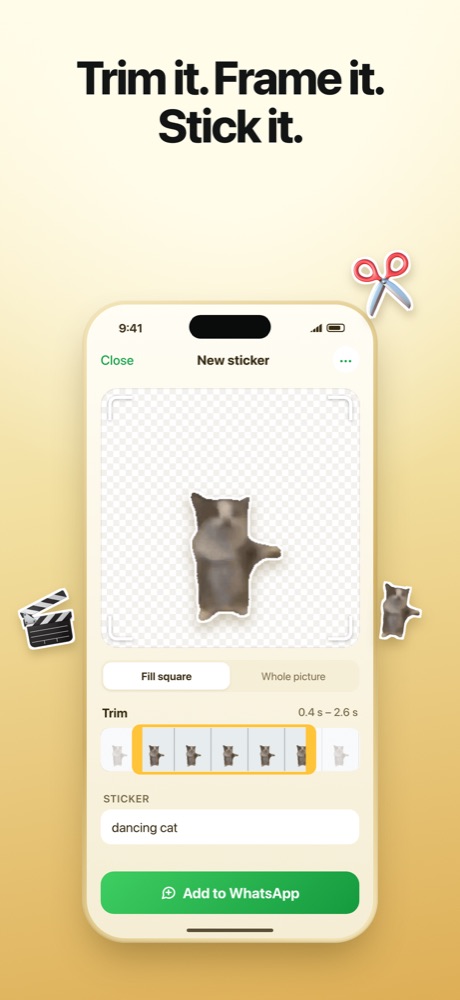 Trim it. Frame it.
Stick it.
9:41
Close
New sticker
Fill square
Whole picture
Trim
0.4 s – 2.6 s
STICKER
dancing cat
Add to WhatsApp